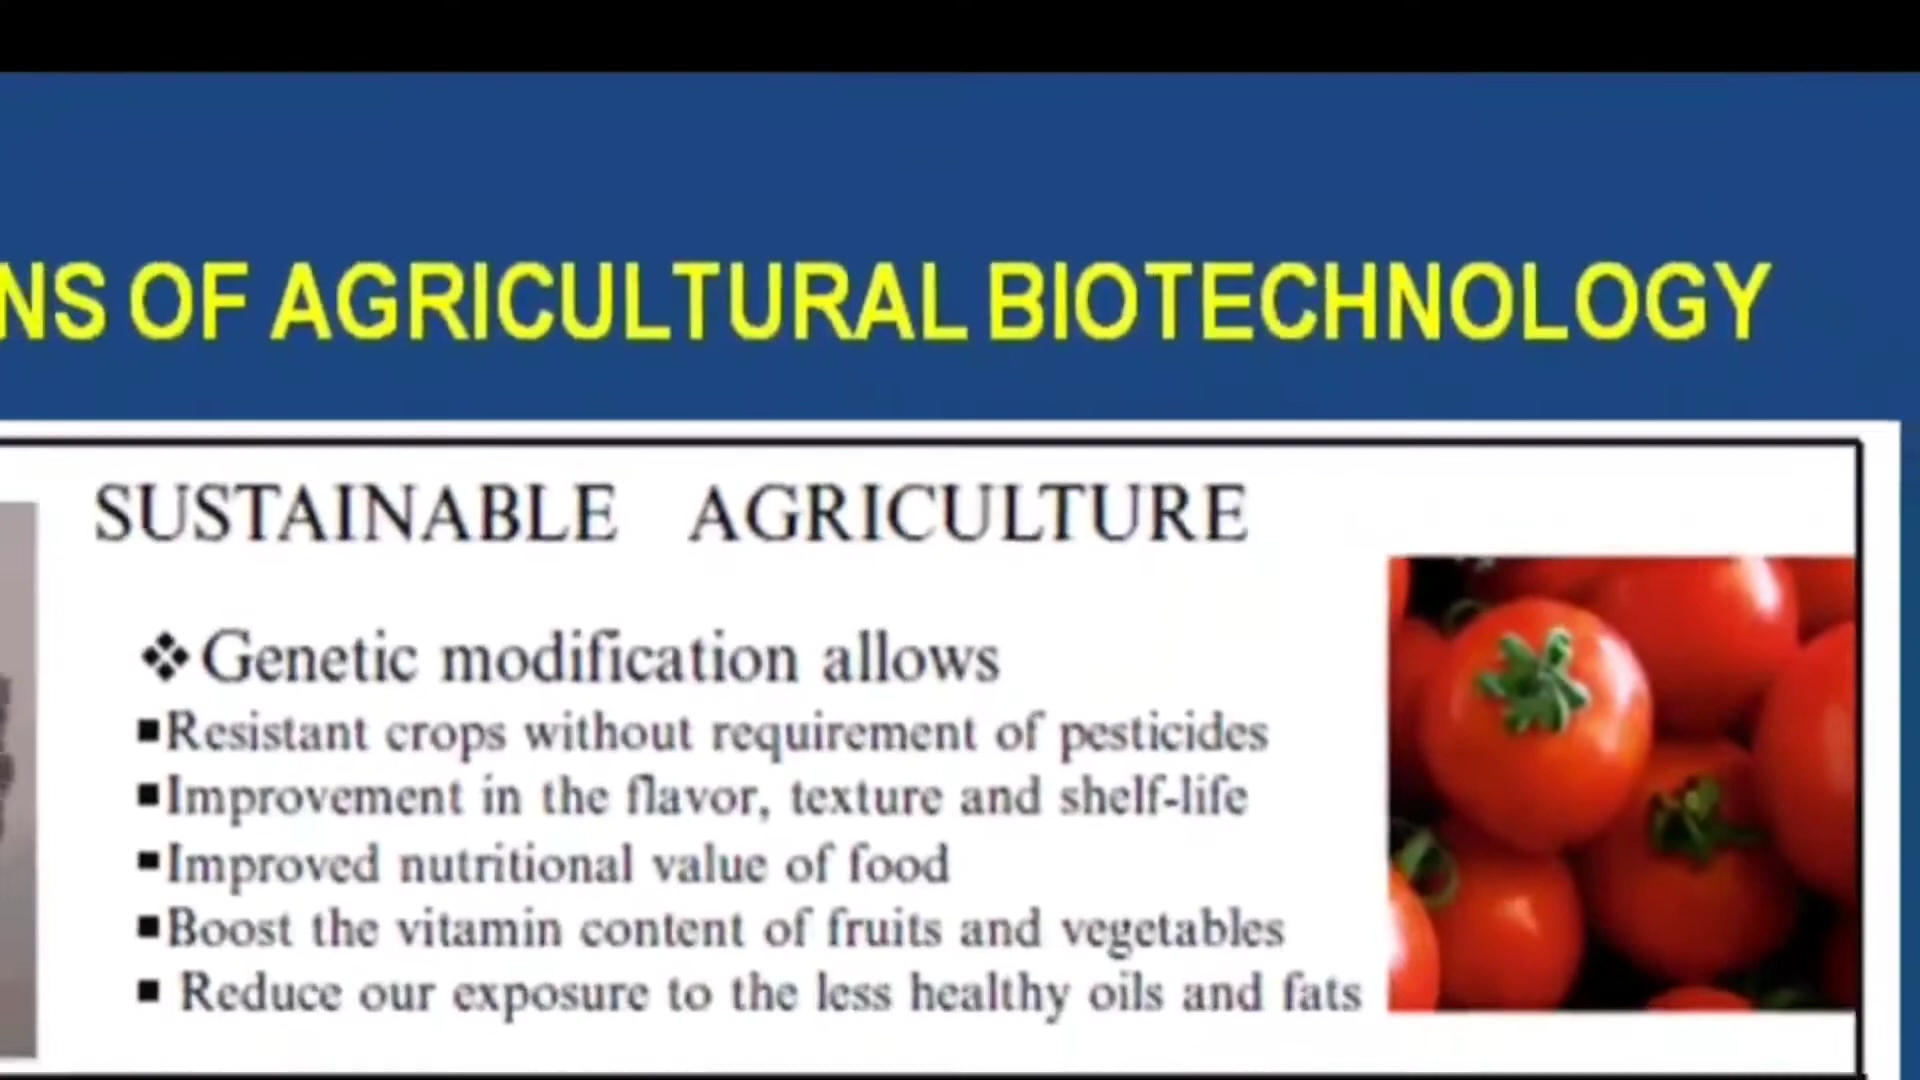 NS OF AGRICULTURAL BIOTECHNOLOGY
SUSTAINABLE AGRICULTURE
❖Genetic modification allows
▪Resistant crops without requirement of pesticides
▪Improvement in the flavor, texture and shelf-life
▪Improved nutritional value of food
▪Boost the vitamin content of fruits and vegetables
▪ Reduce our exposure to the less healthy oils and fats